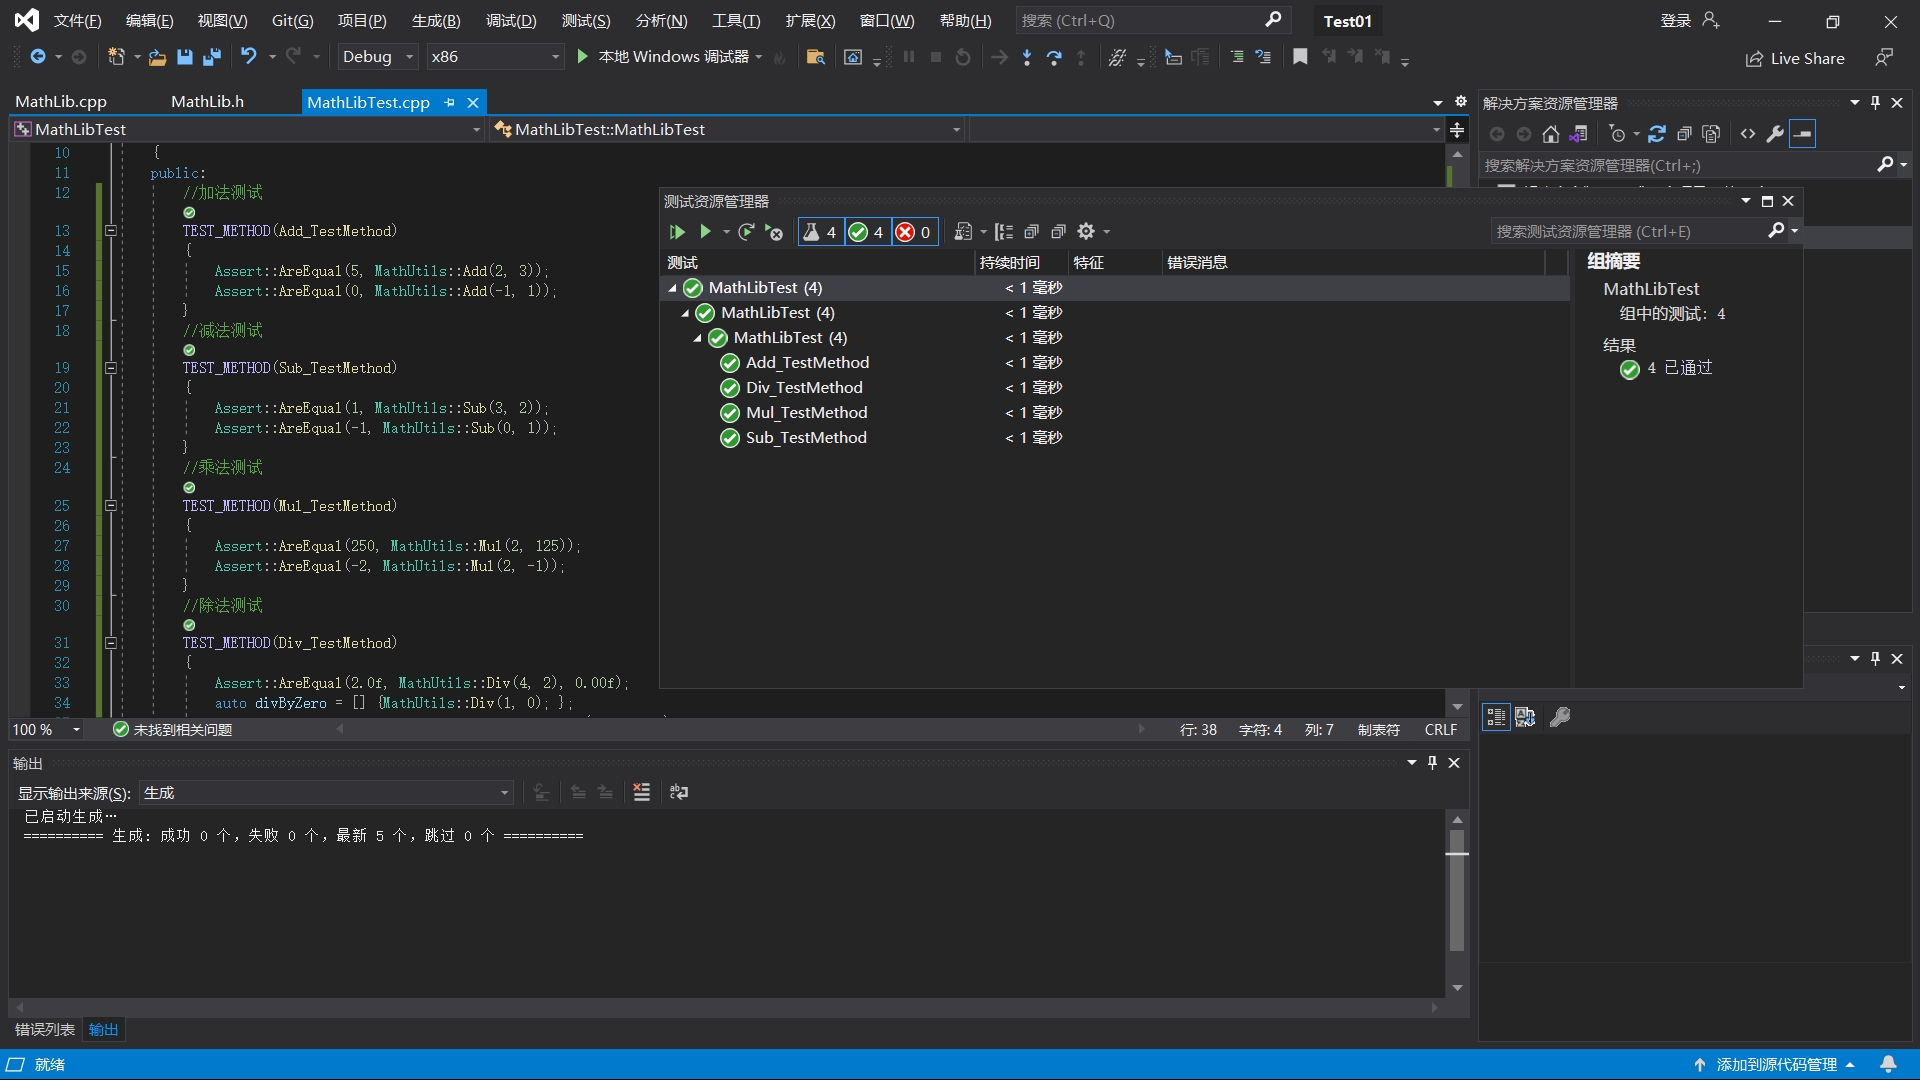 文件(F) 编辑(E) 视图(V) Git(G) 项目(P) 生成(B) 调试(D) 测试(S) 分析(N) 工具(T) 扩展(X) 窗口(W) 帮助(H) 搜索 (Ctrl+Q) Test01 登录
Debug x86 本地 Windows 调试器 Live Share
MathLib.cpp MathLib.h MathLibTest.cpp
MathLibTest MathLibTest::MathLibTest
10 {
11 public:
12 //加法测试
13 TEST_METHOD(Add_TestMethod)
14 {
15 Assert::AreEqual(5, MathUtils::Add(2, 3));
16 Assert::AreEqual(0, MathUtils::Add(-1, 1));
17 }
18 //减法测试
19 TEST_METHOD(Sub_TestMethod)
20 {
21 Assert::AreEqual(1, MathUtils::Sub(3, 2));
22 Assert::AreEqual(-1, MathUtils::Sub(0, 1));
23 }
24 //乘法测试
25 TEST_METHOD(Mul_TestMethod)
26 {
27 Assert::AreEqual(250, MathUtils::Mul(2, 125));
28 Assert::AreEqual(-2, MathUtils::Mul(2, -1));
29 }
30 //除法测试
31 TEST_METHOD(Div_TestMethod)
32 {
33 Assert::AreEqual(2.0f, MathUtils::Div(4, 2), 0.00f);
34 auto divByZero = [] {MathUtils::Div(1, 0); };
100 % 未找到相关问题 行: 38 字符: 4 列: 7 制表符 CRLF
测试资源管理器
4 4 0 搜索测试资源管理器 (Ctrl+E)
测试 持续时间 特征 错误消息
MathLibTest (4) < 1 毫秒
MathLibTest (4) < 1 毫秒
MathLibTest (4) < 1 毫秒
Add_TestMethod < 1 毫秒
Div_TestMethod < 1 毫秒
Mul_TestMethod < 1 毫秒
Sub_TestMethod < 1 毫秒
组摘要
MathLibTest
组中的测试: 4
结果
4 已通过
解决方案资源管理器
搜索解决方案资源管理器(Ctrl+;)
输出
显示输出来源(S): 生成
已启动生成…
========== 生成: 成功 0 个，失败 0 个，最新 5 个，跳过 0 个 ==========
错误列表 输出
就绪 添加到源代码管理